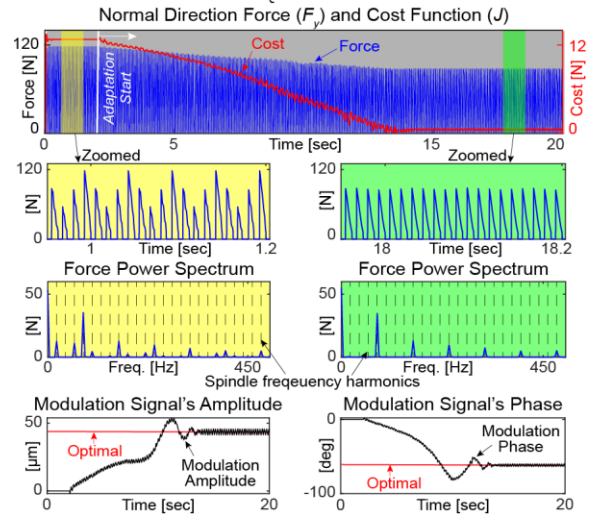 Normal Direction Force (Fy) and Cost Function (J)
120
Force [N]
0
Adaptation
Start
Cost
Force
12
Cost [N]
0
0
5
Time [sec]
15
20
Zoomed
Zoomed
120
[N]
0
1
Time [sec]
1.2
120
[N]
0
18
Time [sec]
18.2
Force Power Spectrum
Force Power Spectrum
50
[N]
0
0
Freq. [Hz]
450
50
[N]
0
0
Freq. [Hz]
450
Spindle freqeuency harmonics
Modulation Signal's Amplitude
Modulation Signal's Phase
50
[µm]
0
Optimal
Modulation
Amplitude
0
Time [sec]
20
0
[deg]
-100
Modulation
Phase
Optimal
0
Time [sec]
20